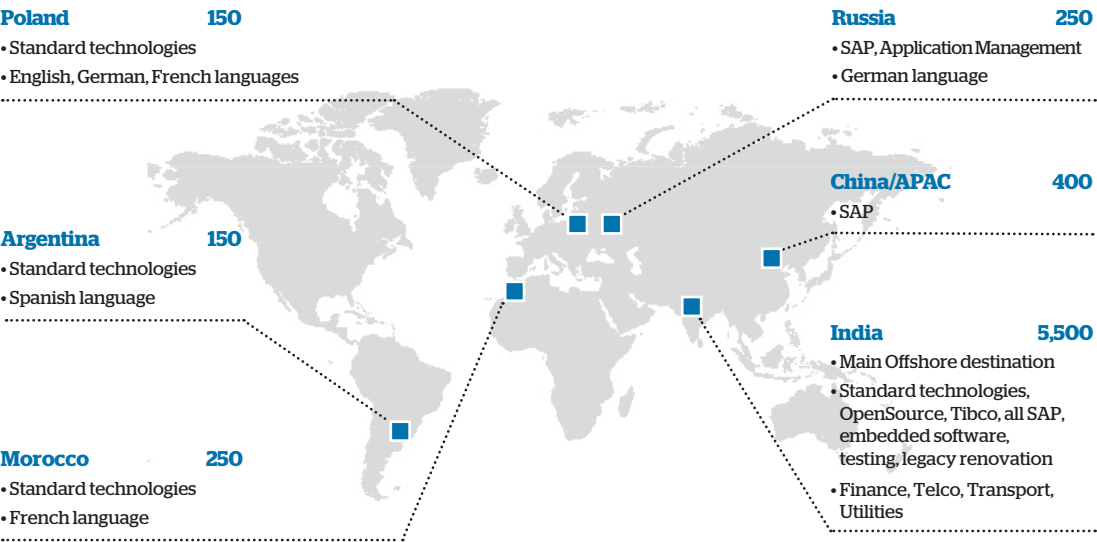 Poland 150
• Standard technologies
• English, German, French languages
Russia 250
• SAP, Application Management
• German language
China/APAC 400
• SAP
Argentina 150
• Standard technologies
• Spanish language
India 5,500
• Main Offshore destination
• Standard technologies,
OpenSource, Tibco, all SAP,
embedded software,
testing, legacy renovation
• Finance, Telco, Transport,
Utilities
Morocco 250
• Standard technologies
• French language